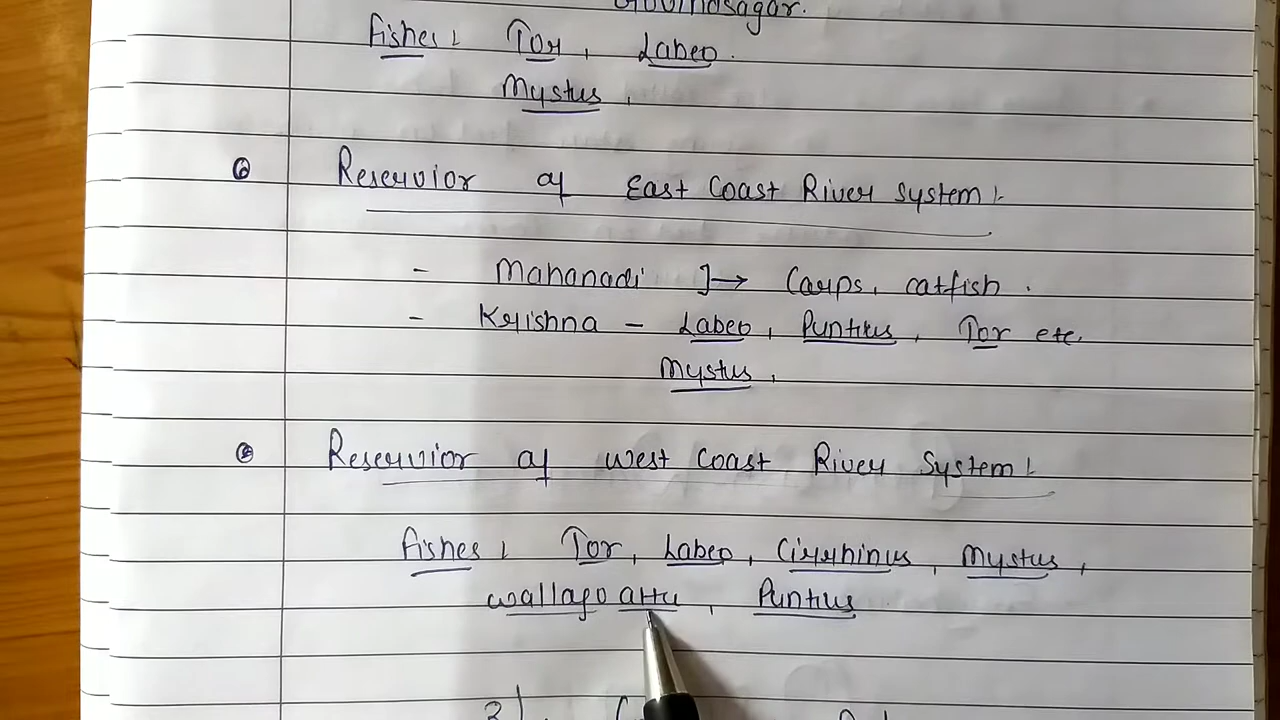 Govindsagar.
Fishes: Tor, Labeo.
Mystus,
Reservior of East Coast River System:-
- Mahanadi ]→ Carps, catfish.
- Krishna - Labeo, Puntius, Tor etc.
Mystus,
Reservior of West Coast River System:
Fishes: Tor, Labeo, Cirrhinus, Mystus,
Wallago attu, Puntius